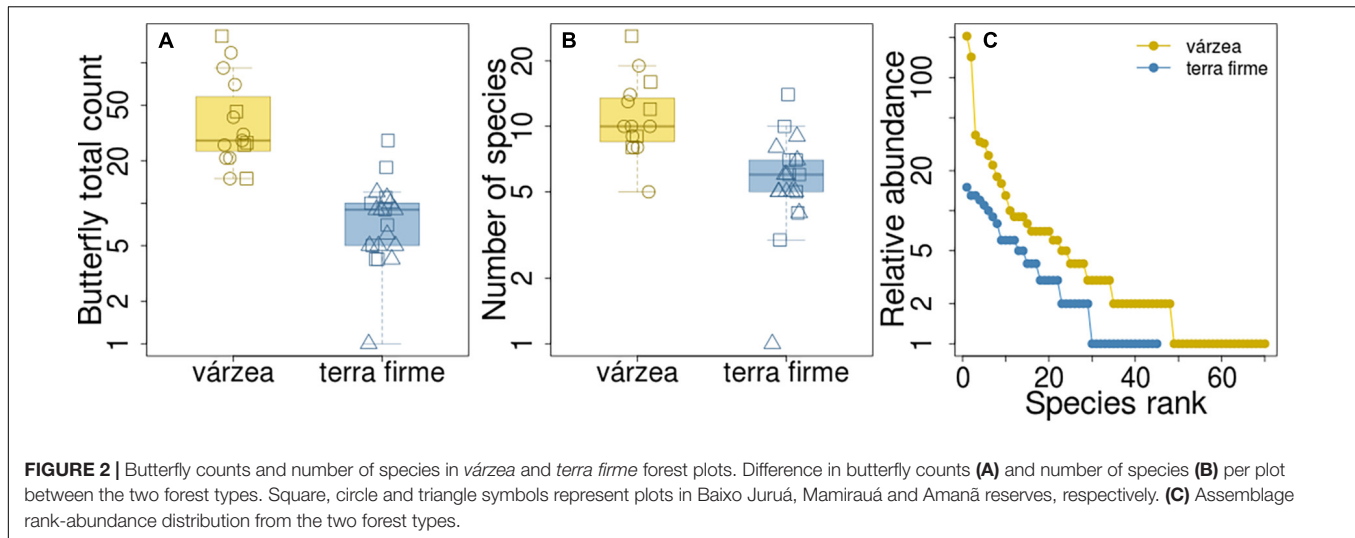 A
Butterfly total count
50
20
5
2
1
várzea
terra firme
B
Number of species
20
10
5
2
1
várzea
terra firme
C
várzea
terra firme
Relative abundance
100
20
5
2
1
0
20
40
60
Species rank
FIGURE 2 | Butterfly counts and number of species in várzea and terra firme forest plots. Difference in butterfly counts (A) and number of species (B) per plot
between the two forest types. Square, circle and triangle symbols represent plots in Baixo Juruá, Mamirauá and Amanã reserves, respectively. (C) Assemblage
rank-abundance distribution from the two forest types.